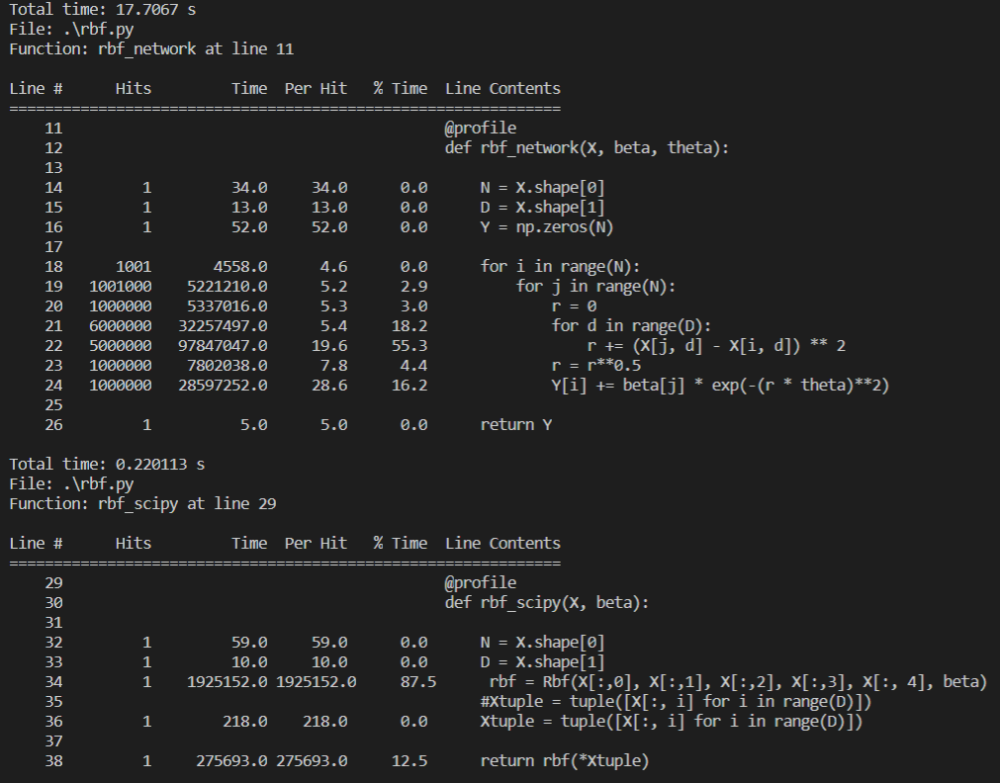 Total time: 17.7067 s
File: .\rbf.py
Function: rbf_network at line 11

Line #      Hits         Time  Per Hit   % Time  Line Contents
==============================================================
    11                                           @profile
    12                                           def rbf_network(X, beta, theta):
    13
    14         1         34.0     34.0      0.0      N = X.shape[0]
    15         1         13.0     13.0      0.0      D = X.shape[1]
    16         1         52.0     52.0      0.0      Y = np.zeros(N)
    17
    18      1001       4558.0      4.6      0.0      for i in range(N):
    19   1001000    5221210.0      5.2      2.9          for j in range(N):
    20   1000000    5337016.0      5.3      3.0              r = 0
    21   6000000   32257497.0      5.4     18.2              for d in range(D):
    22   5000000   97847047.0     19.6     55.3                  r += (X[j, d] - X[i, d]) ** 2
    23   1000000    7802038.0      7.8      4.4              r = r**0.5
    24   1000000   28597252.0     28.6     16.2              Y[i] += beta[j] * exp(-(r * theta)**2)
    25
    26         1          5.0      5.0      0.0      return Y

Total time: 0.220113 s
File: .\rbf.py
Function: rbf_scipy at line 29

Line #      Hits         Time  Per Hit   % Time  Line Contents
==============================================================
    29                                           @profile
    30                                           def rbf_scipy(X, beta):
    31
    32         1         59.0     59.0      0.0      N = X.shape[0]
    33         1         10.0     10.0      0.0      D = X.shape[1]
    34         1    1925152.0 1925152.0     87.5      rbf = Rbf(X[:,0], X[:,1], X[:,2], X[:,3], X[:, 4], beta)
    35                                               #Xtuple = tuple([X[:, i] for i in range(D)])
    36         1        218.0    218.0      0.0      Xtuple = tuple([X[:, i] for i in range(D)])
    37
    38         1     275693.0 275693.0     12.5      return rbf(*Xtuple)